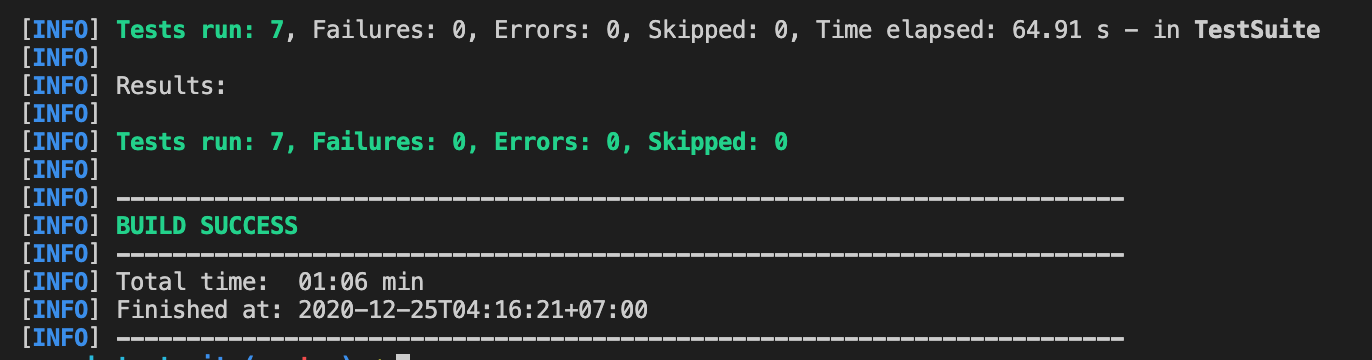 [INFO] Tests run: 7, Failures: 0, Errors: 0, Skipped: 0, Time elapsed: 64.91 s - in TestSuite
[INFO]
[INFO] Results:
[INFO]
[INFO] Tests run: 7, Failures: 0, Errors: 0, Skipped: 0
[INFO]
[INFO] ------------------------------------------------------------------------
[INFO] BUILD SUCCESS
[INFO] ------------------------------------------------------------------------
[INFO] Total time:  01:06 min
[INFO] Finished at: 2020-12-25T04:16:21+07:00
[INFO] ------------------------------------------------------------------------